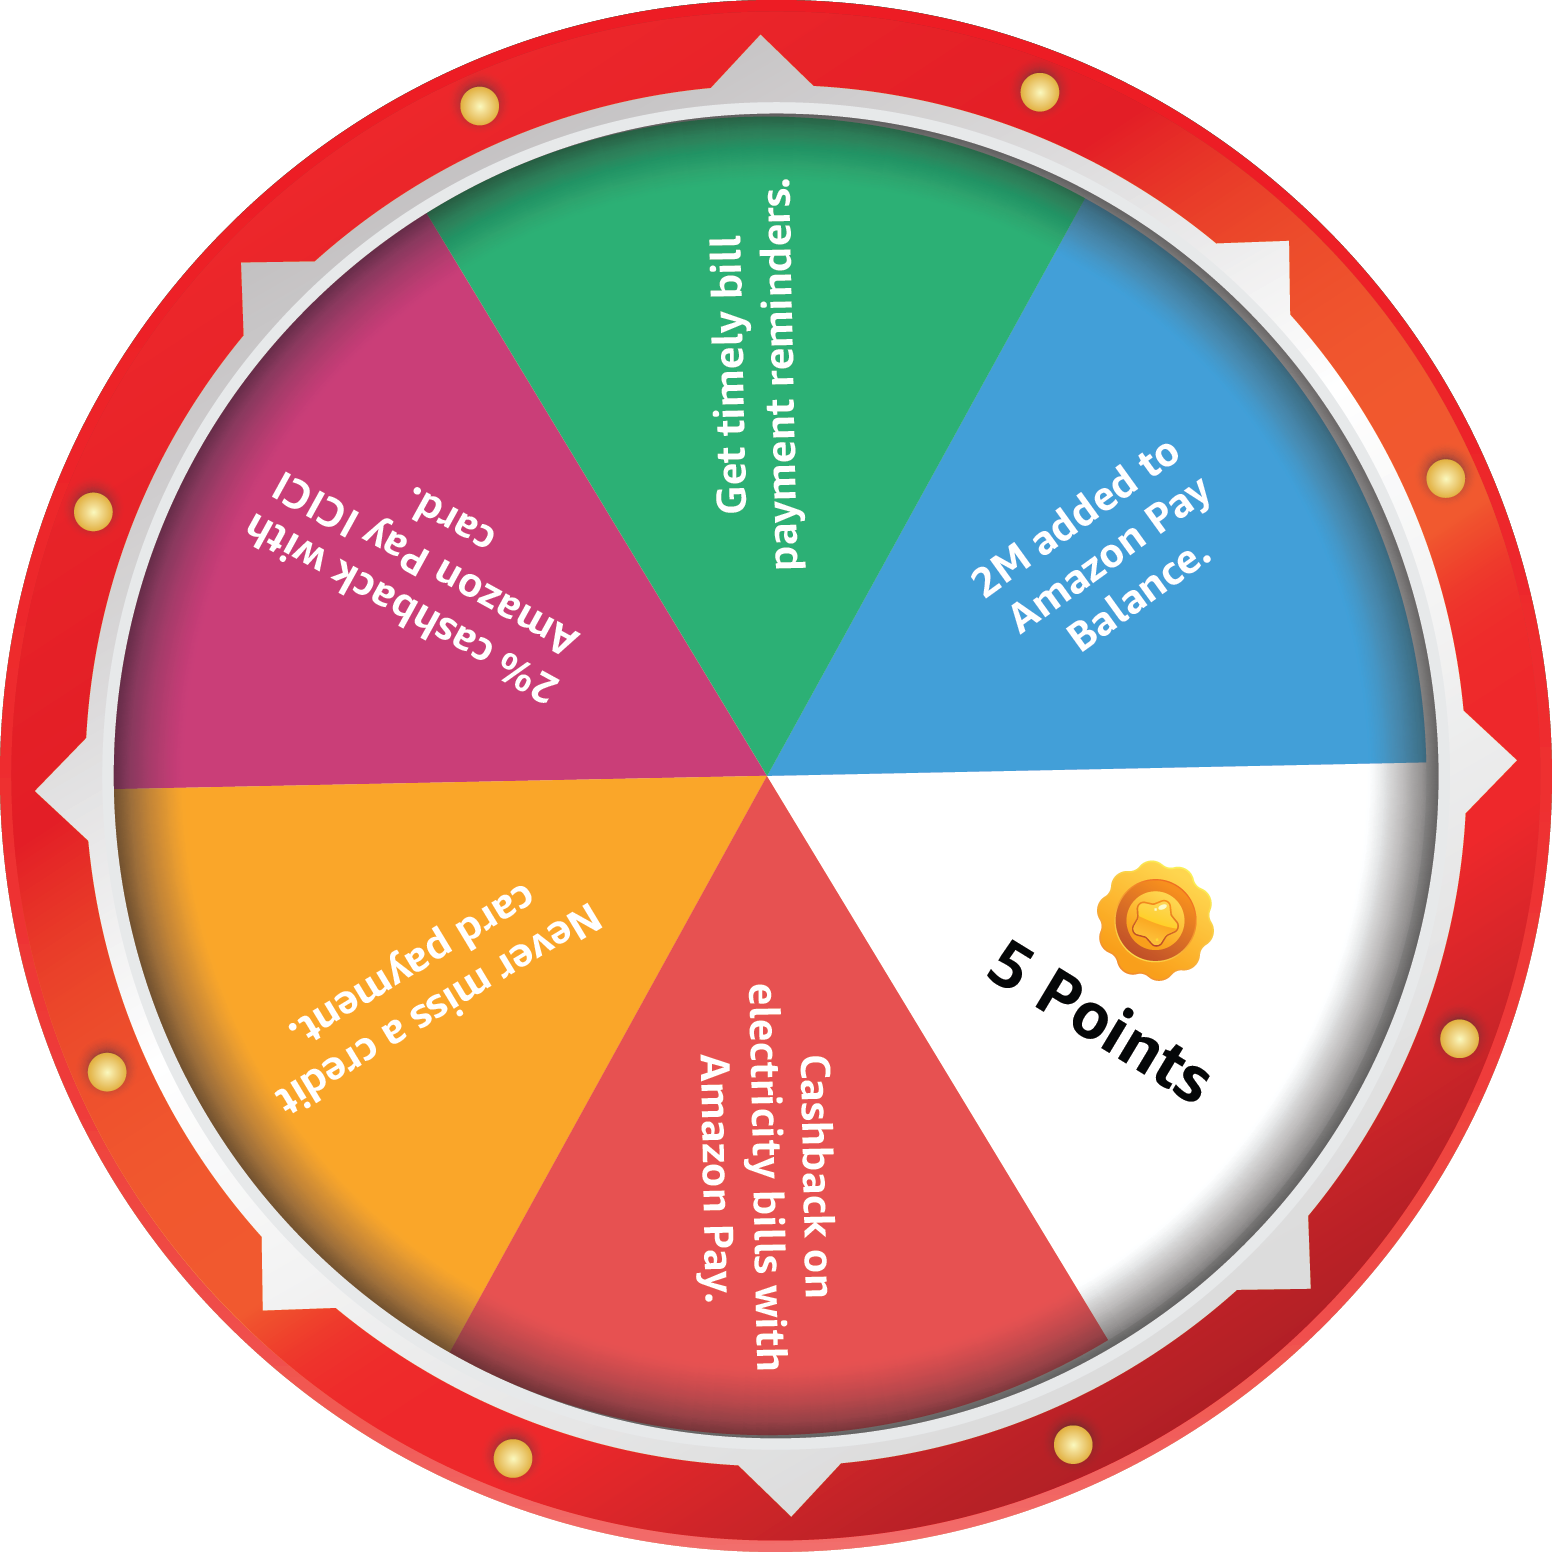 Get timely bill
payment reminders.
2M added to
Amazon Pay
Balance.
5 Points
Cashback on
electricity bills with
Amazon Pay.
Never miss a credit
card payment.
2% cashback with
Amazon Pay ICICI
card.